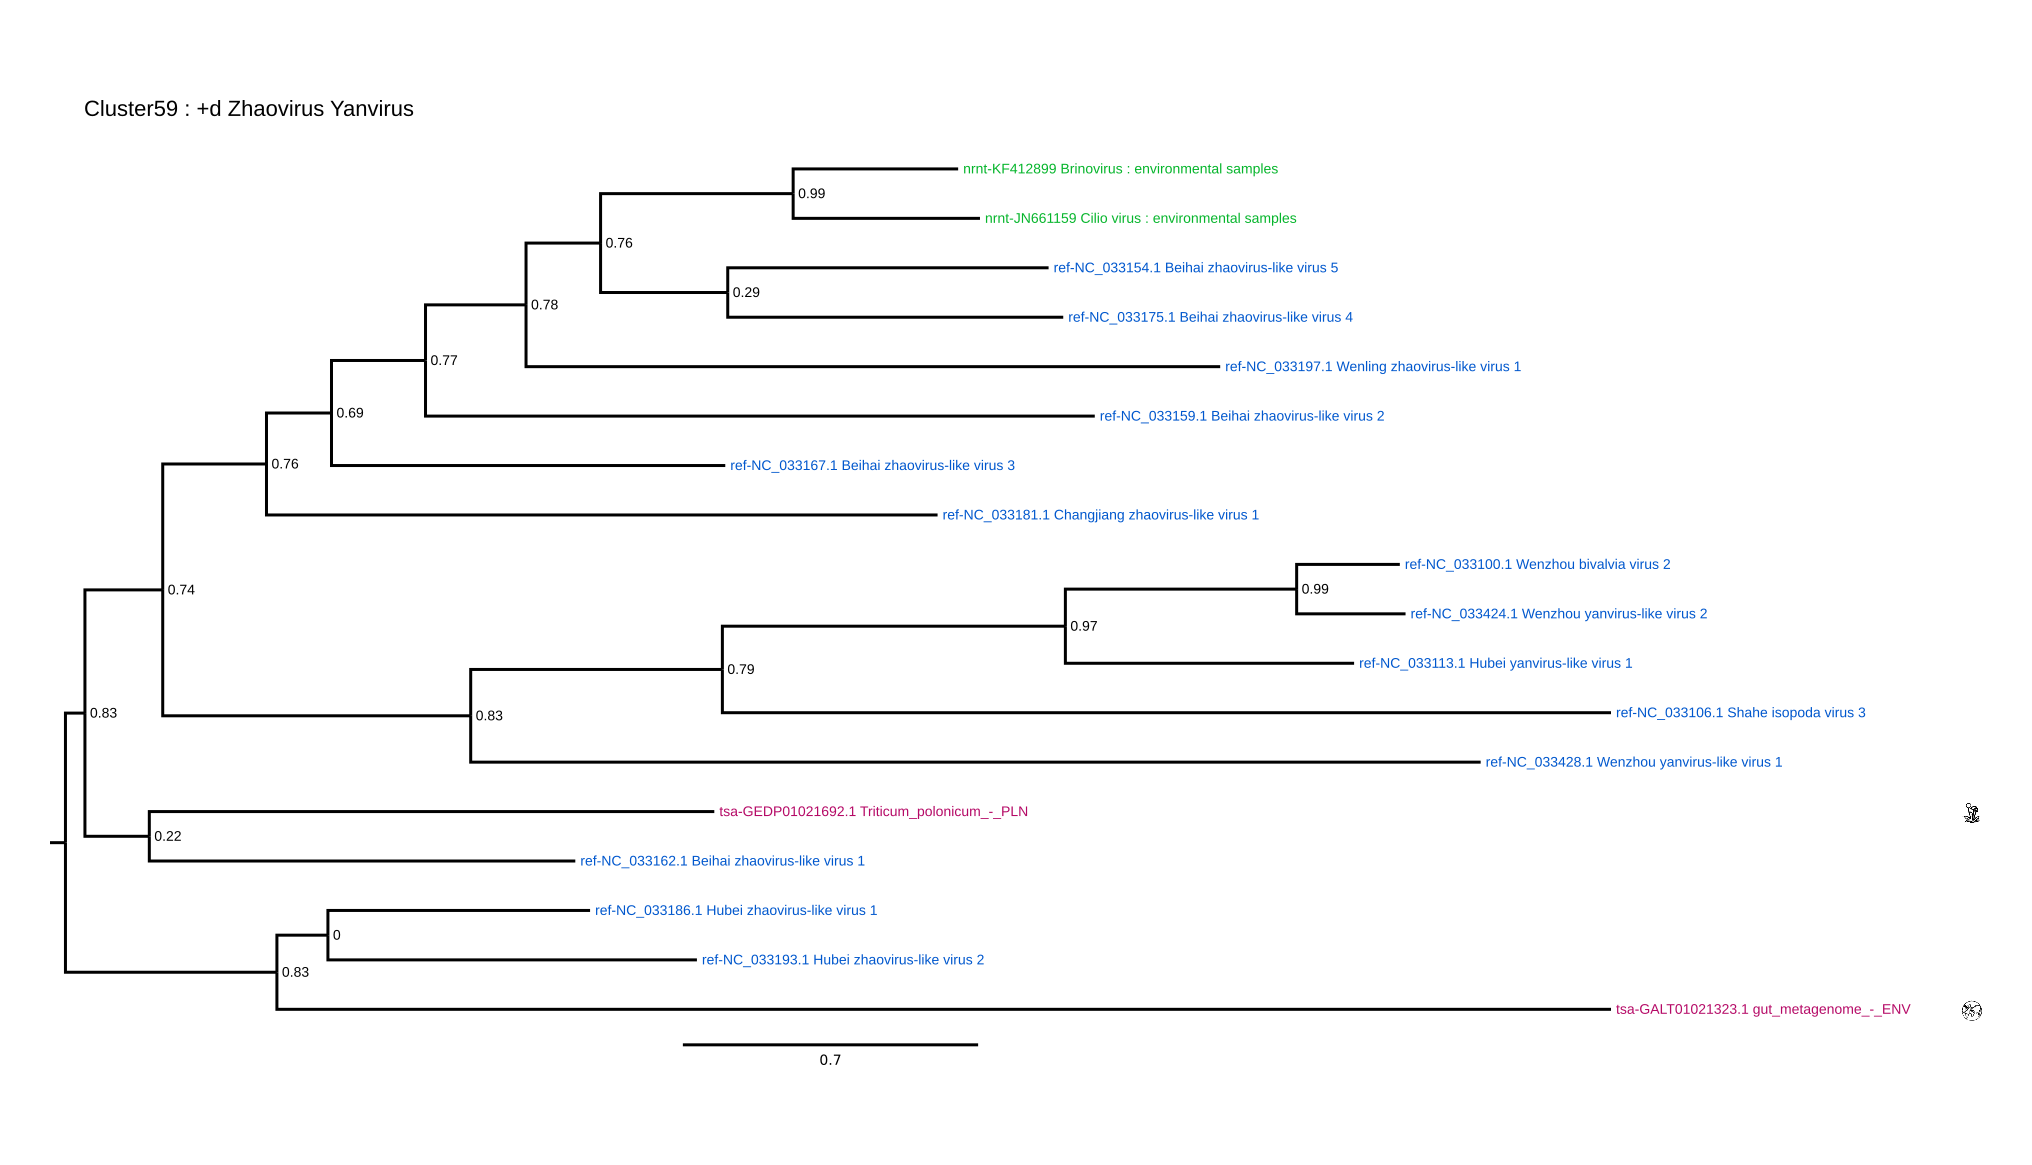 Cluster59 : +d Zhaovirus Yanvirus
nrnt-KF412899 Brinovirus : environmental samples
0.99
nrnt-JN661159 Cilio virus : environmental samples
0.76
ref-NC_033154.1 Beihai zhaovirus-like virus 5
0.29
0.78
ref-NC_033175.1 Beihai zhaovirus-like virus 4
0.77
ref-NC_033197.1 Wenling zhaovirus-like virus 1
0.69
ref-NC_033159.1 Beihai zhaovirus-like virus 2
0.76
ref-NC_033167.1 Beihai zhaovirus-like virus 3
ref-NC_033181.1 Changjiang zhaovirus-like virus 1
ref-NC_033100.1 Wenzhou bivalvia virus 2
0.74
0.99
ref-NC_033424.1 Wenzhou yanvirus-like virus 2
0.97
ref-NC_033113.1 Hubei yanvirus-like virus 1
0.79
ref-NC_033106.1 Shahe isopoda virus 3
0.83
0.83
ref-NC_033428.1 Wenzhou yanvirus-like virus 1
tsa-GEDP01021692.1 Triticum_polonicum_-_PLN
0.22
ref-NC_033162.1 Beihai zhaovirus-like virus 1
ref-NC_033186.1 Hubei zhaovirus-like virus 1
0
ref-NC_033193.1 Hubei zhaovirus-like virus 2
0.83
tsa-GALT01021323.1 gut_metagenome_-_ENV
0.7